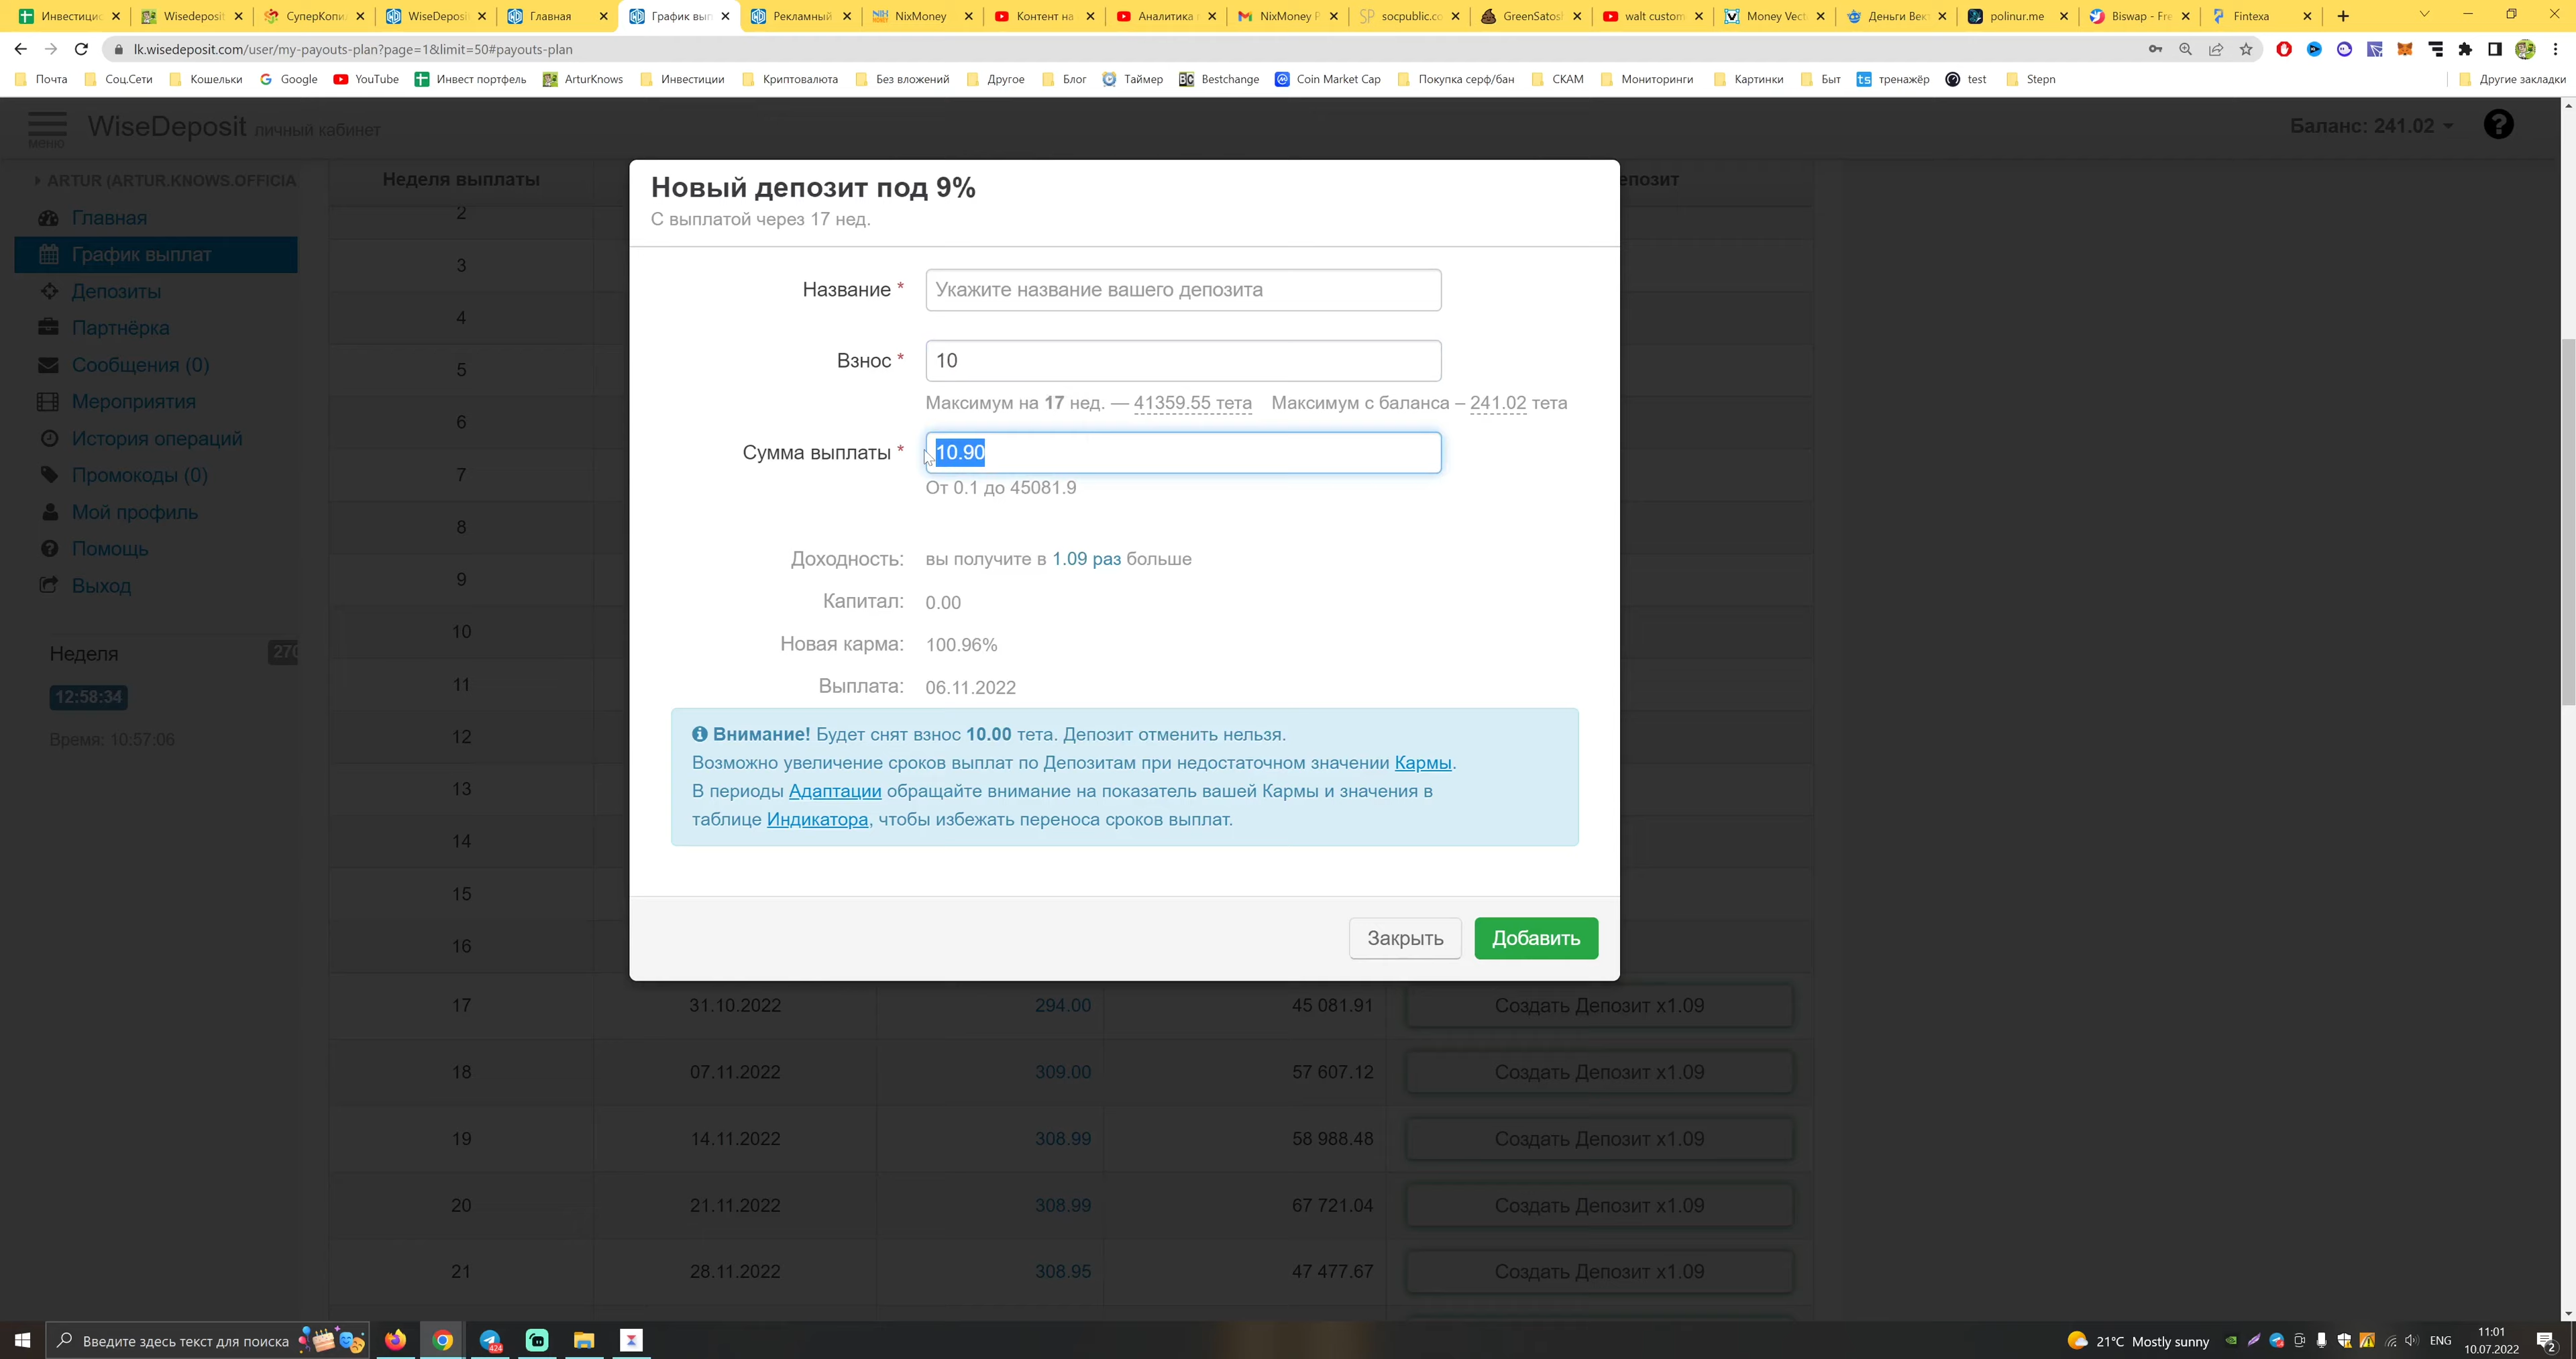 Инвестицио
Wisedeposit
СуперКопил
WiseDeposit
Главная
График вып
Рекламный
NixMoney
Контент на
Аналитика
NixMoney P
socpublic.co
GreenSatosh
walt custom
Money Vect
Деньги Век
polinur.me
Biswap - Fre
Fintexa
lk.wisedeposit.com/user/my-payouts-plan?page=1&limit=50#payouts-plan
Почта
Соц.Сети
Кошельки
Google
YouTube
Инвест портфель
ArturKnows
Инвестиции
Криптовалюта
Без вложений
Другое
Блог
Таймер
Bestchange
Coin Market Cap
Покупка серф/бан
СКАМ
Мониторинги
Картинки
Быт
тренажёр
test
Stepn
Другие закладки
меню
WiseDeposit личный кабинет
Баланс: 241.02
ARTUR (ARTUR.KNOWS.OFFICIA
Главная
График выплат
Депозиты
Партнёрка
Сообщения (0)
Мероприятия
История операций
Промокоды (0)
Мой профиль
Помощь
Выход
Неделя 270
12:58:34
Время: 10:57:06
Неделя выплаты
епозит
2
3
4
5
6
7
8
9
10
11
12
13
14
15
16
17 31.10.2022 294.00 45 081.91 Создать Депозит x1.09
18 07.11.2022 309.00 57 607.12 Создать Депозит x1.09
19 14.11.2022 308.99 58 988.48 Создать Депозит x1.09
20 21.11.2022 308.99 67 721.04 Создать Депозит x1.09
21 28.11.2022 308.95 47 477.67 Создать Депозит x1.09
Новый депозит под 9%
С выплатой через 17 нед.
Название * Укажите название вашего депозита
Взнос * 10
Максимум на 17 нед. — 41359.55 тета Максимум с баланса – 241.02 тета
Сумма выплаты * 10.90
От 0.1 до 45081.9
Доходность: вы получите в 1.09 раз больше
Капитал: 0.00
Новая карма: 100.96%
Выплата: 06.11.2022
Внимание! Будет снят взнос 10.00 тета. Депозит отменить нельзя.
Возможно увеличение сроков выплат по Депозитам при недостаточном значении Кармы.
В периоды Адаптации обращайте внимание на показатель вашей Кармы и значения в
таблице Индикатора, чтобы избежать переноса сроков выплат.
Закрыть
Добавить
Введите здесь текст для поиска
424
21°C Mostly sunny
ENG
11:01
10.07.2022
2